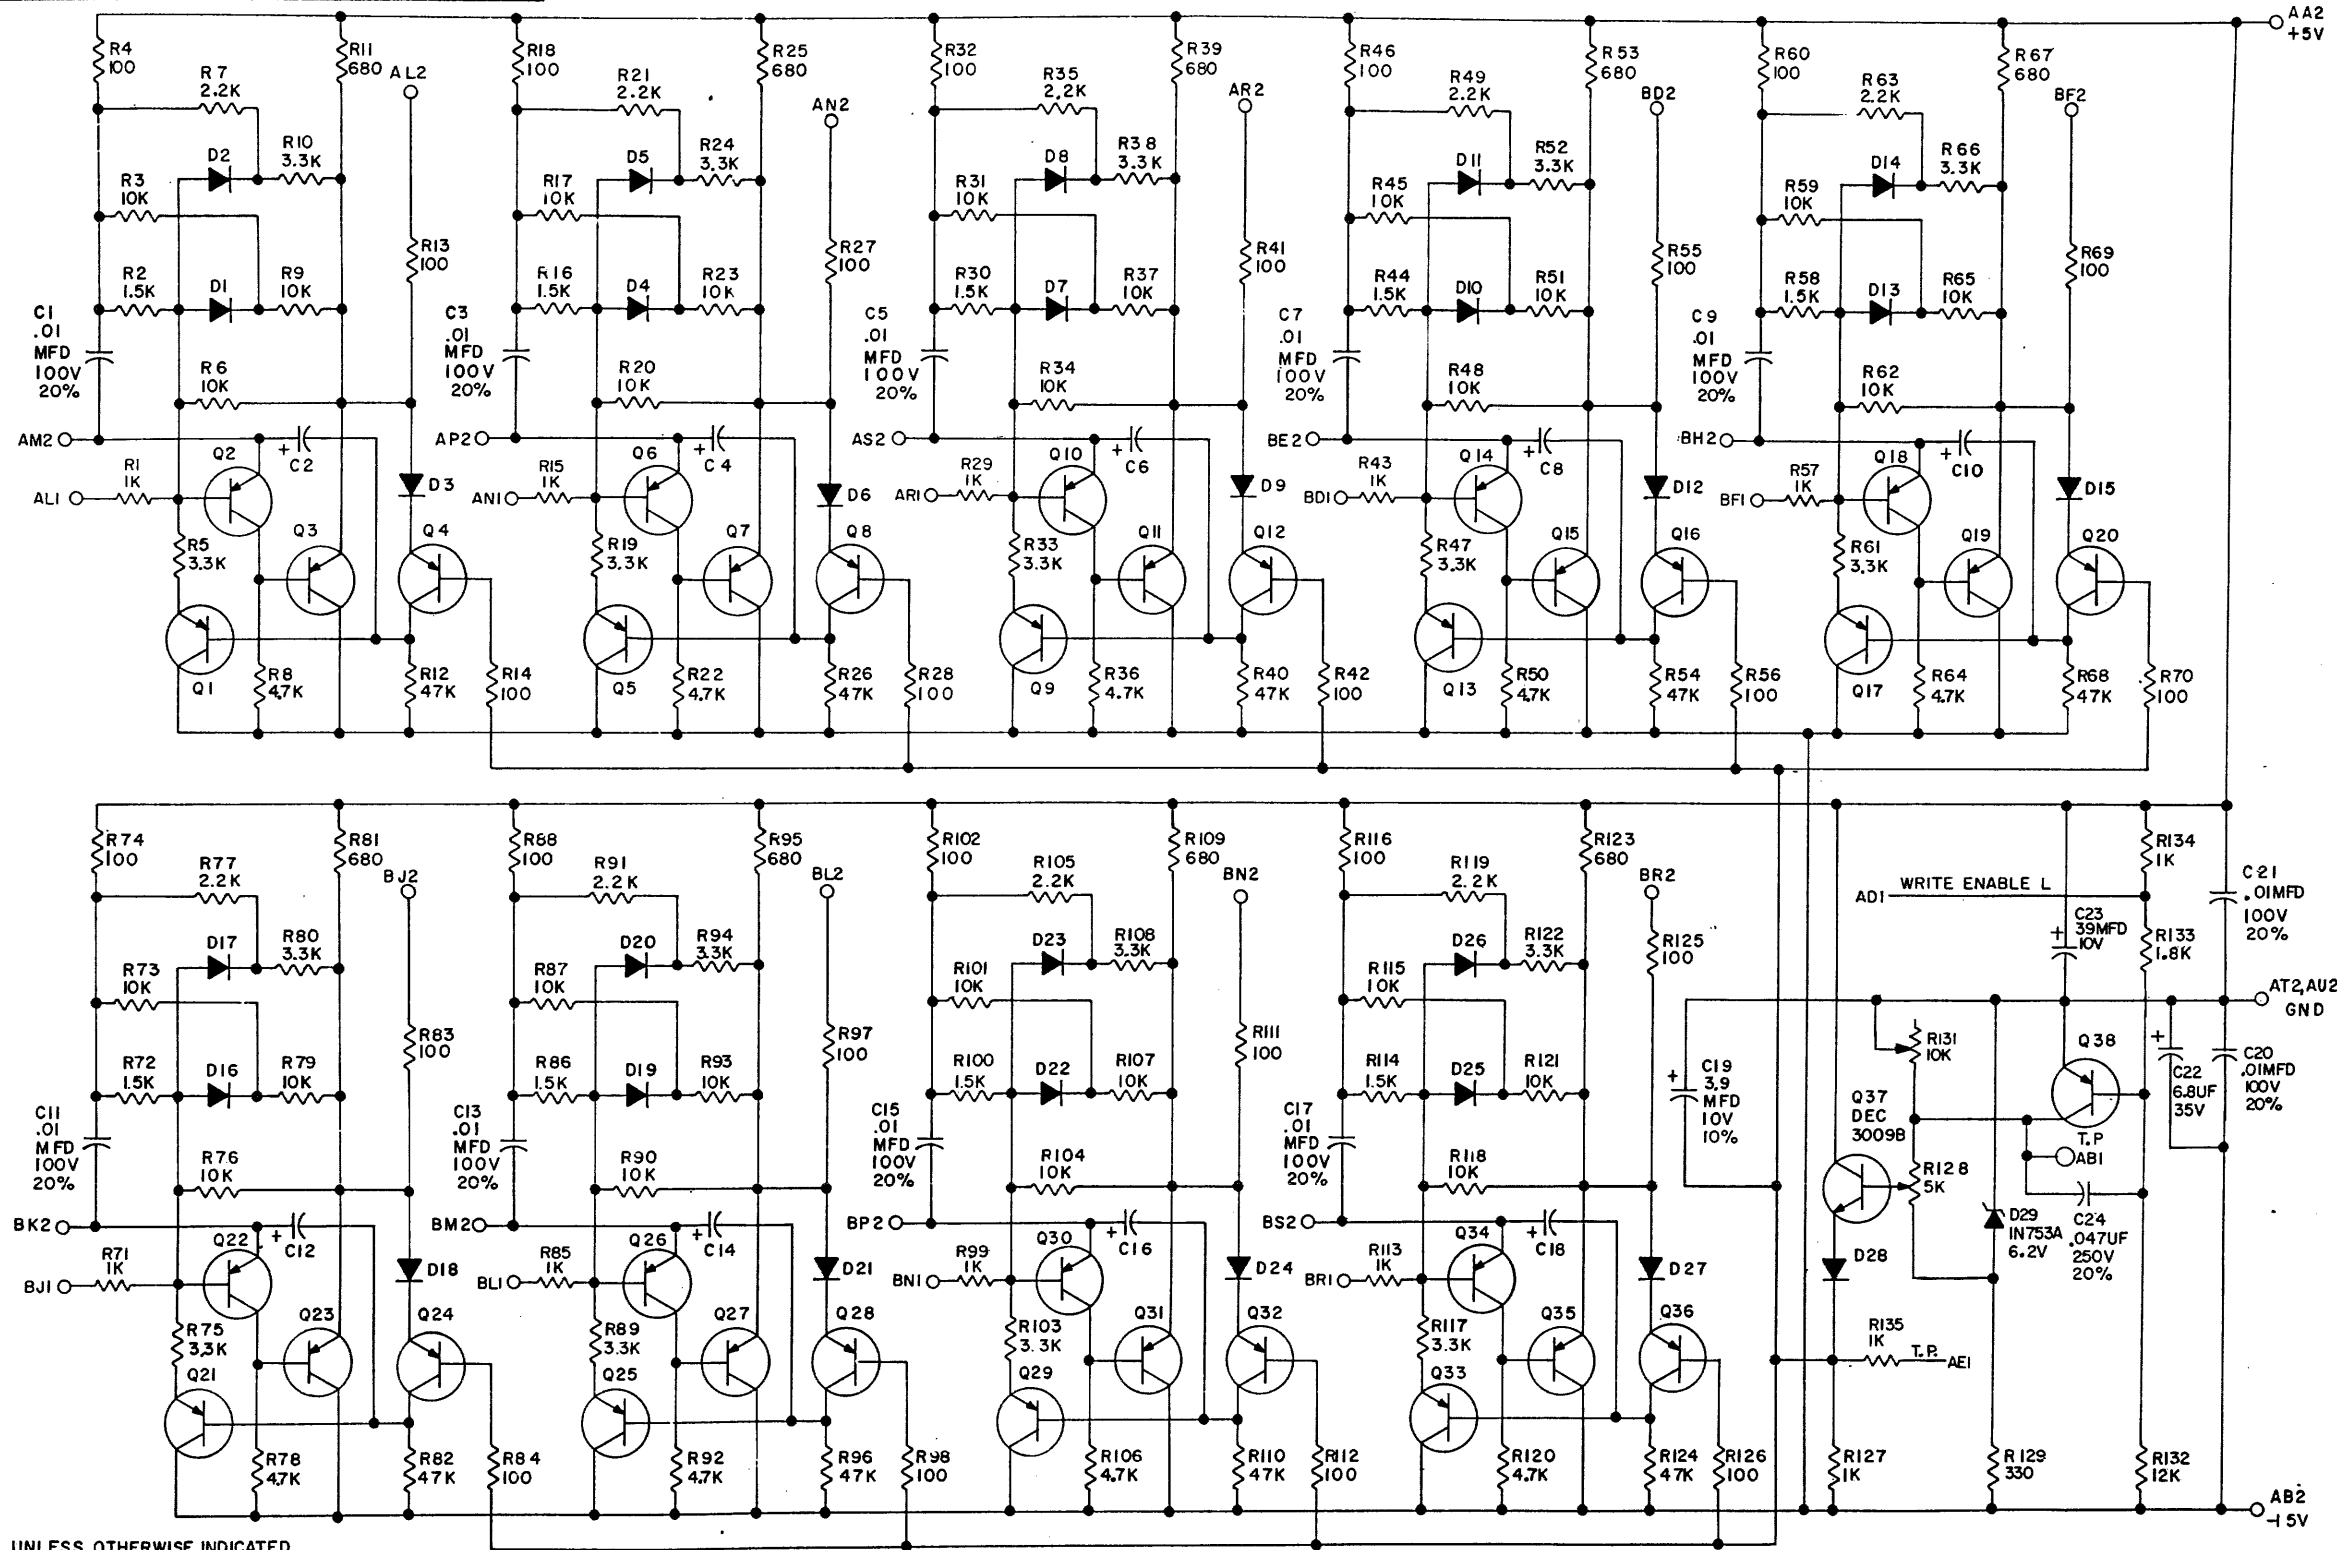 AA2
+5V
R4
100
R11
680
AL2
R7
2.2K
R10
3.3K
D2
R3
10K
R13
100
R2
1.5K
D1
R9
10K
C1
.01
MFD
100V
20%
R6
10K
AM2
Q2
+
C2
R1
1K
AL1
D3
R5
3.3K
Q3
Q4
Q1
R8
4.7K
R12
47K
R14
100
R18
100
R25
680
AN2
R21
2.2K
R24
3.3K
D5
R17
10K
R27
100
R16
1.5K
D4
R23
10K
C3
.01
MFD
100V
20%
R20
10K
AP2
Q6
+
C4
R15
1K
AN1
D6
R19
3.3K
Q7
Q8
Q5
R22
4.7K
R26
47K
R28
100
R32
100
R39
680
AR2
R35
2.2K
R38
3.3K
D8
R31
10K
R41
100
R30
1.5K
D7
R37
10K
C5
.01
MFD
100V
20%
R34
10K
AS2
Q10
+
C6
R29
1K
AR1
D9
R33
3.3K
Q11
Q12
Q9
R36
4.7K
R40
47K
R42
100
R46
100
R53
680
BD2
R49
2.2K
R52
3.3K
D11
R45
10K
R55
100
R44
1.5K
D10
R51
10K
C7
.01
MFD
100V
20%
R48
10K
BE2
Q14
+
C8
R43
1K
BD1
D12
R47
3.3K
Q15
Q16
Q13
R50
4.7K
R54
47K
R56
100
R60
100
R67
680
BF2
R63
2.2K
R66
3.3K
D14
R59
10K
R69
100
R58
1.5K
D13
R65
10K
C9
.01
MFD
100V
20%
R62
10K
BH2
Q18
+
C10
R57
1K
BF1
D15
R61
3.3K
Q19
Q20
Q17
R64
4.7K
R68
47K
R70
100
R74
100
R81
680
BJ2
R77
2.2K
R80
3.3K
D17
R73
10K
R83
100
R72
1.5K
D16
R79
10K
C11
.01
MFD
100V
20%
R76
10K
BK2
Q22
+
C12
R71
1K
BJ1
D18
R75
3.3K
Q23
Q24
Q21
R78
4.7K
R82
47K
R84
100
R88
100
R95
680
BL2
R91
2.2K
R94
3.3K
D20
R87
10K
R97
100
R86
1.5K
D19
R93
10K
C13
.01
MFD
100V
20%
R90
10K
BM2
Q26
+
C14
R85
1K
BL1
D21
R89
3.3K
Q27
Q28
Q25
R92
4.7K
R96
47K
R98
100
R102
100
R109
680
BN2
R105
2.2K
R108
3.3K
D23
R101
10K
R111
100
R100
1.5K
D22
R107
10K
C15
.01
MFD
100V
20%
R104
10K
BP2
Q30
+
C16
R99
1K
BN1
D24
R103
3.3K
Q31
Q32
Q29
R106
4.7K
R110
47K
R112
100
R116
100
R123
680
BR2
R119
2.2K
R122
3.3K
D26
R115
10K
R125
100
R114
1.5K
D25
R121
10K
C17
.01
MFD
100V
20%
R118
10K
BS2
Q34
+
C18
R113
1K
BR1
D27
R117
3.3K
Q35
Q36
Q33
R120
4.7K
R124
47K
R126
100
R134
1K
WRITE ENABLE L
AD1
C21
.01MFD
100V
20%
C23
39MFD
10V
+
R133
1.8K
AT2,AU2
GND
R131
10K
Q38
+
C19
3.9
MFD
10V
10%
+
C22
6.8UF
35V
C20
.01MFD
100V
20%
Q37
DEC
3009B
T.P
AB1
R128
5K
D29
IN753A
6.2V
C24
.047UF
250V
20%
D28
R135
1K
T.P.
AE1
R127
1K
R129
330
R132
12K
AB2
-15V
UNLESS OTHERWISE INDICATED